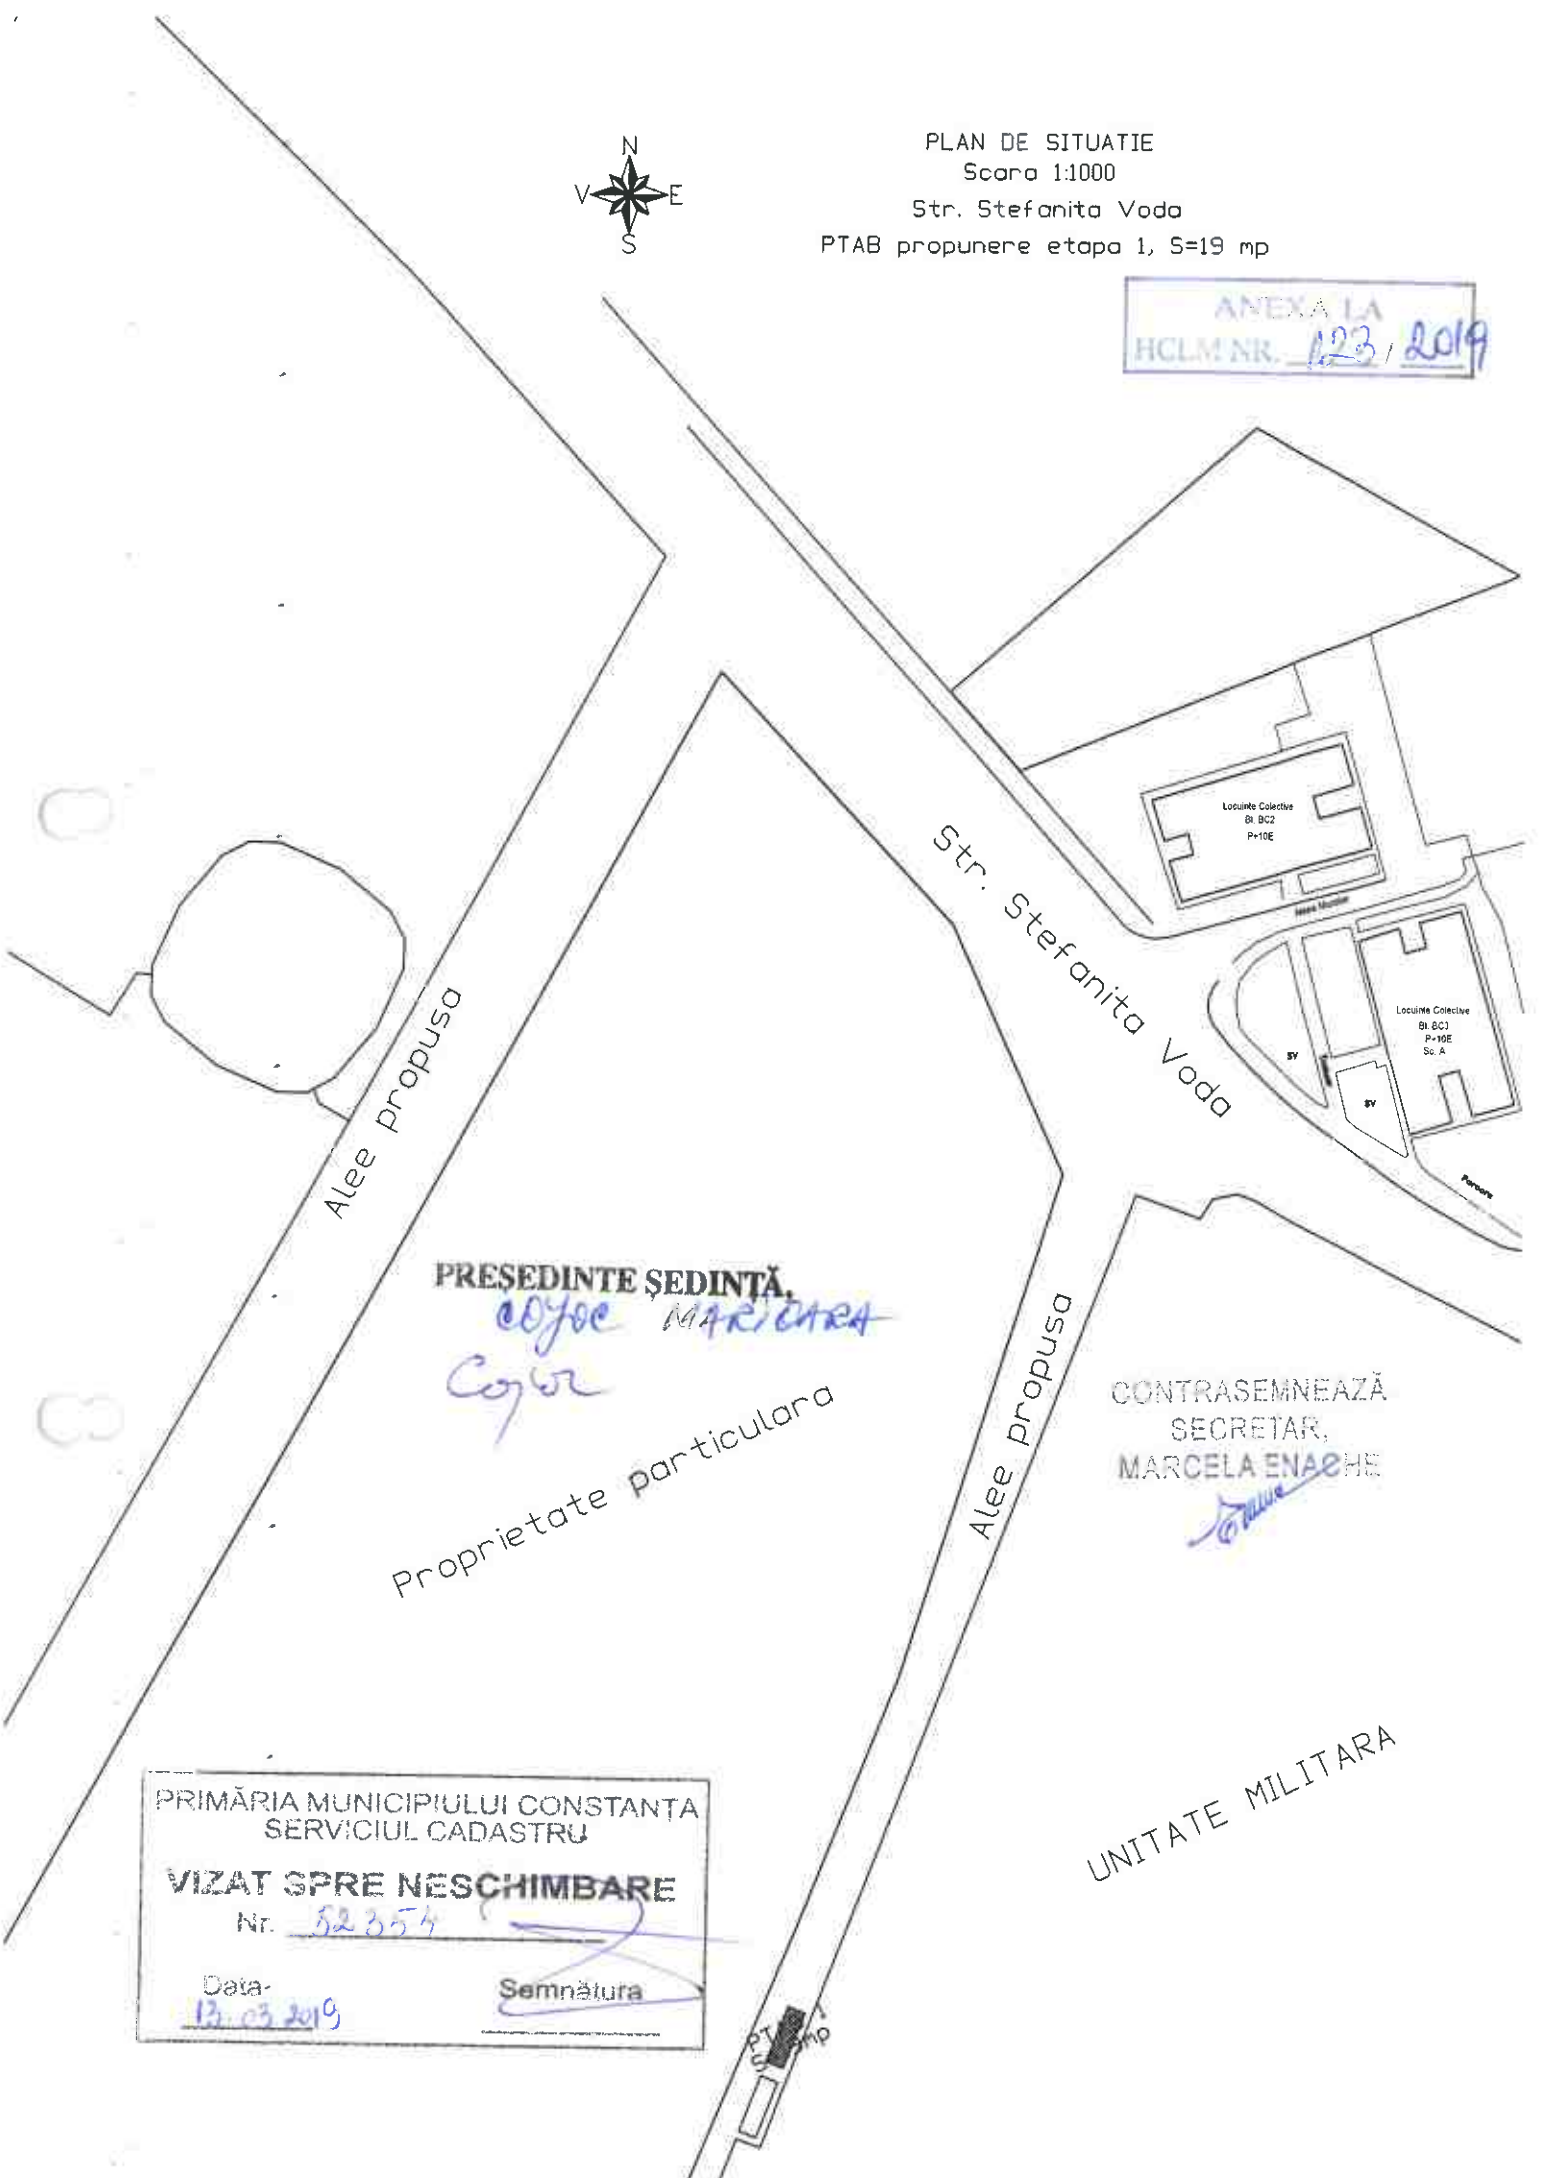 N
V E
S
PLAN DE SITUATIE
Scara 1:1000
Str. Stefanita Voda
PTAB propunere etapa 1, S=19 mp
ANEXA LA
HCLM NR. 123 / 2019
Locuinte Colective
Bl. BC2
P+10E
Str. Stefanita Voda
Locuinte Colective
Bl. BC3
P+10E
Sc. A
SV
SV
Alee propusa
PREȘEDINTE ȘEDINȚĂ,
COJOC MARIOARA
Proprietate particulara
Alee propusa
CONTRASEMNEAZĂ
SECRETAR,
MARCELA ENACHE
UNITATE MILITARA
PRIMĂRIA MUNICIPIULUI CONSTANȚA
SERVICIUL CADASTRU
VIZAT SPRE NESCHIMBARE
Nr. 52354
Data
13.03.2019
Semnătura